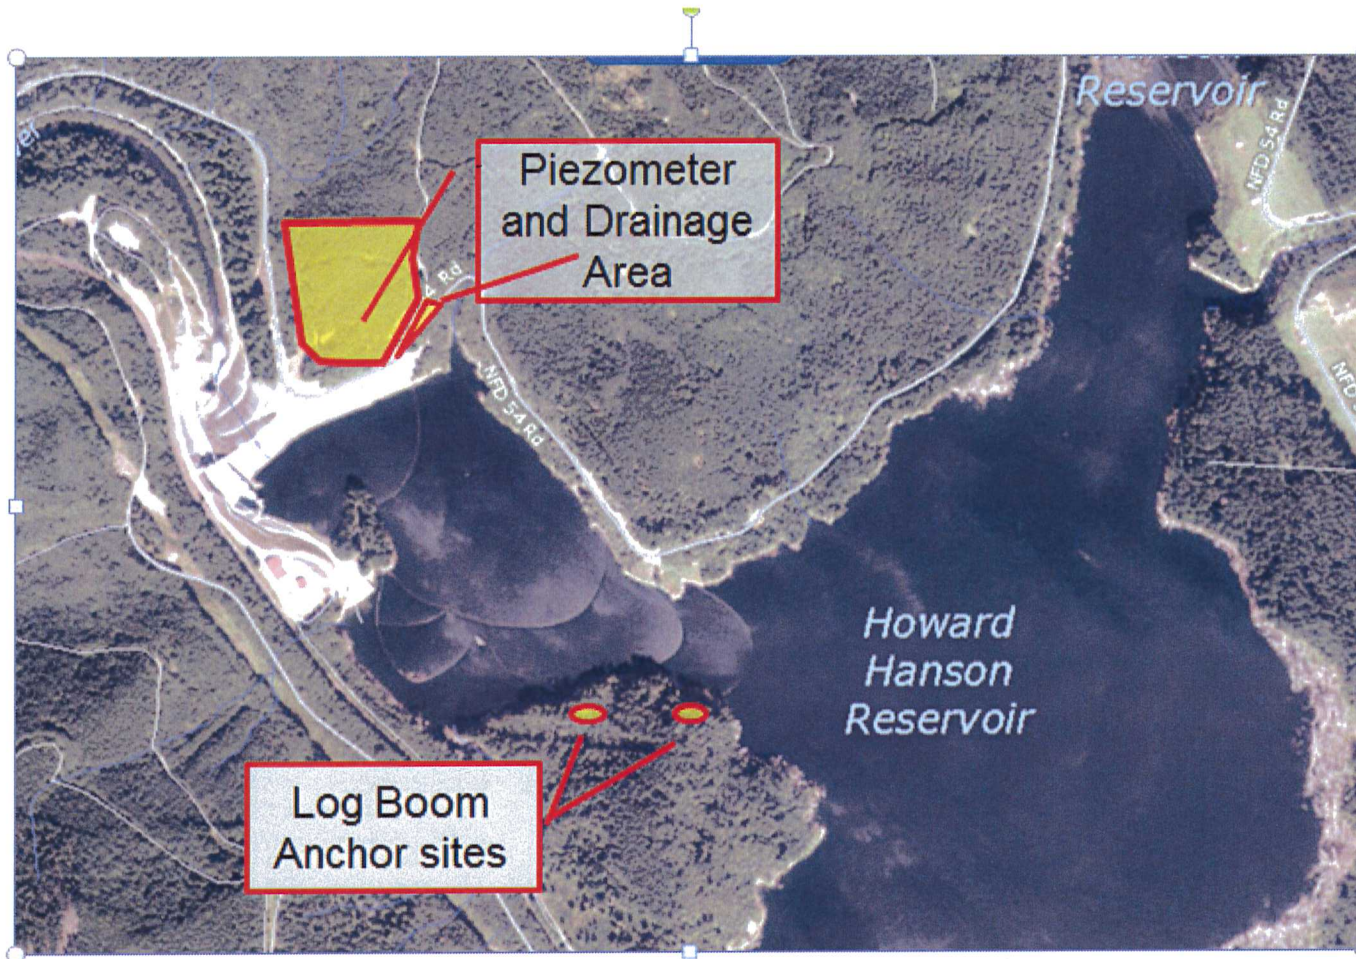 Reservoir
NFD 54 Rd
Piezometer
and Drainage
Area
Rd
NFD 54 Rd
Howard
Hanson
Reservoir
Log Boom
Anchor sites